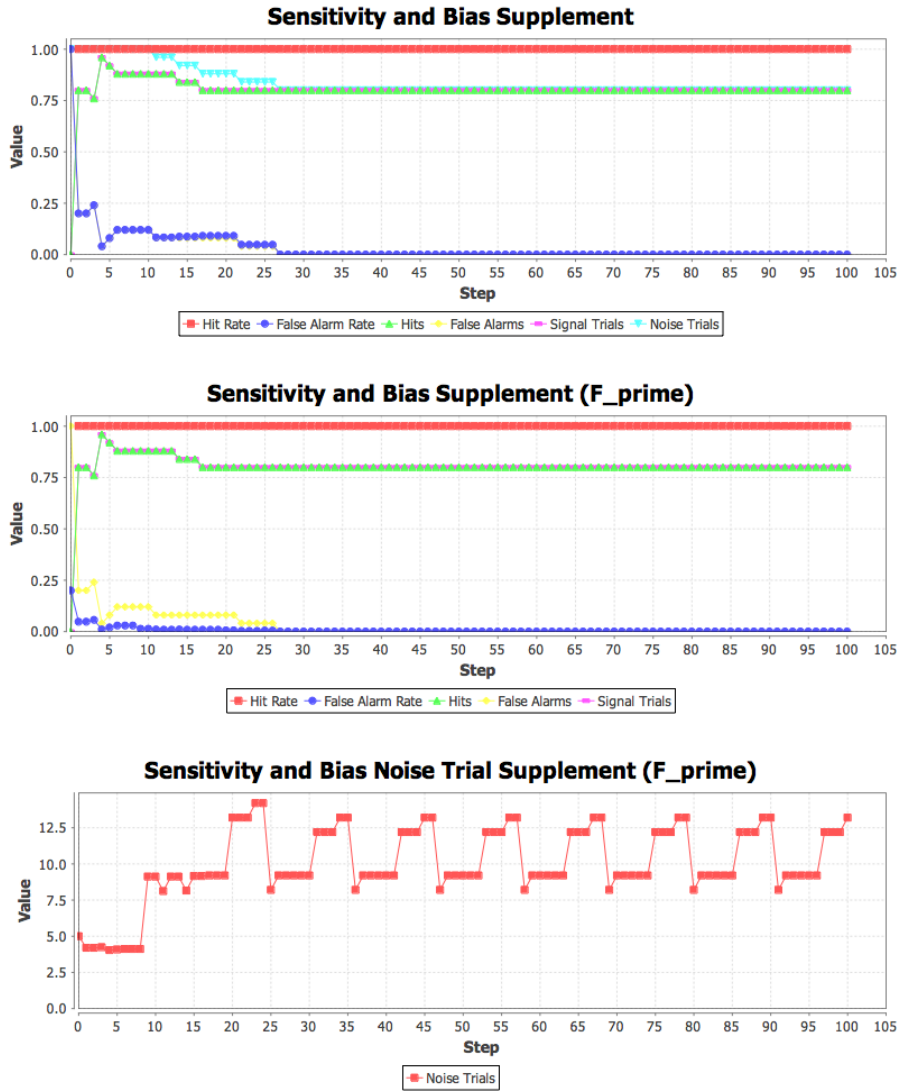 Sensitivity and Bias Supplement
1.00
0.75
0.50
0.25
0.00
Value
0 5 10 15 20 25 30 35 40 45 50 55 60 65 70 75 80 85 90 95 100 105
Step
Hit Rate False Alarm Rate Hits False Alarms Signal Trials Noise Trials
Sensitivity and Bias Supplement (F_prime)
1.00
0.75
0.50
0.25
0.00
Value
0 5 10 15 20 25 30 35 40 45 50 55 60 65 70 75 80 85 90 95 100 105
Step
Hit Rate False Alarm Rate Hits False Alarms Signal Trials
Sensitivity and Bias Noise Trial Supplement (F_prime)
12.5
10.0
7.5
5.0
2.5
0.0
Value
0 5 10 15 20 25 30 35 40 45 50 55 60 65 70 75 80 85 90 95 100 105
Step
Noise Trials